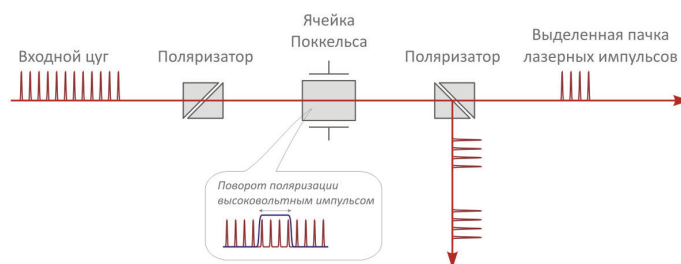 Входной цуг
Поляризатор
Ячейка
Поккельса
Поляризатор
Выделенная пачка
лазерных импульсов
Поворот поляризации
высоковольтным импульсом